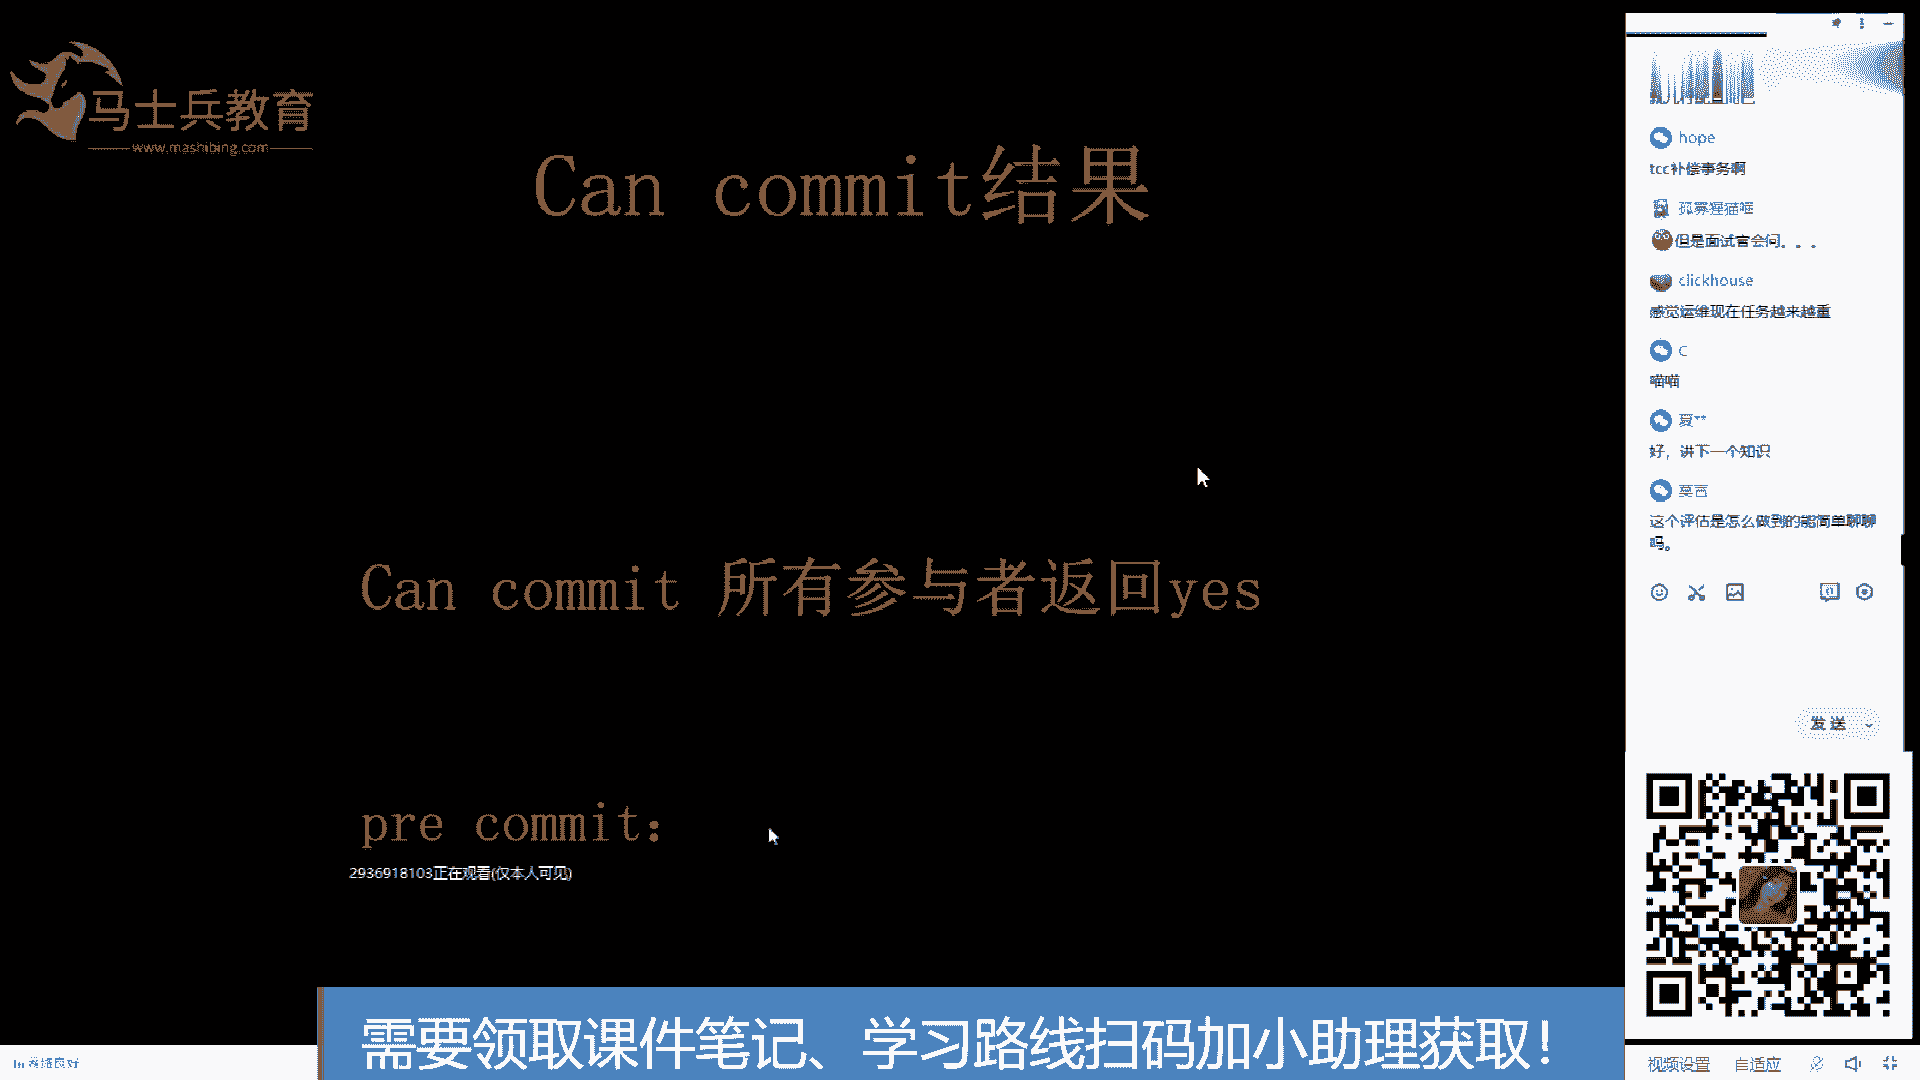 马士兵教育
www.mashibing.com
Can commit结果
Can commit 所有参与者返回yes
pre commit：
2936918103正在观看(仅本人可见)
需要领取课件笔记、学习路线扫码加小助理获取！
hope
tcc补偿事务啊
但是面试官会问。。。
clickhouse
感觉运维现在任务越来越重
C
喵喵
夏**
好，讲下一个知识
莫言
这个评估是怎么做到的能简单聊聊
吗。
发送
视频设置
自适应